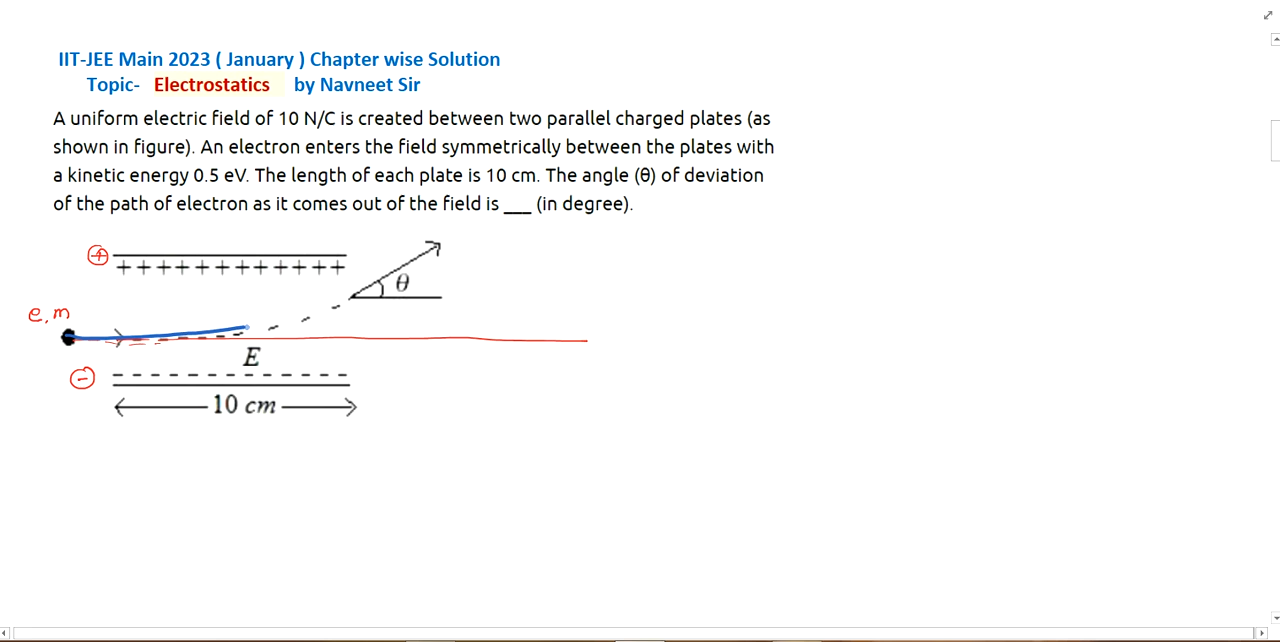 IIT-JEE Main 2023 ( January ) Chapter wise Solution
Topic- Electrostatics by Navneet Sir
A uniform electric field of 10 N/C is created between two parallel charged plates (as
shown in figure). An electron enters the field symmetrically between the plates with
a kinetic energy 0.5 eV. The length of each plate is 10 cm. The angle (θ) of deviation
of the path of electron as it comes out of the field is ___ (in degree).
+ + + + + + + + + + + +
θ
e, m
E
10 cm